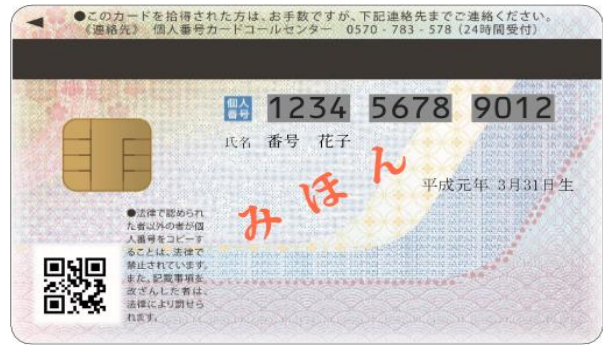 ●このカードを拾得された方は、お手数ですが、下記連絡先までご連絡ください。
《連絡先》 個人番号カードコールセンター 0570-783-578 (24時間受付)
個人番号 1234 5678 9012
氏名 番号 花子
平成元年 3月31日生
みほん
●法律で認められ
た者以外の者が個
人番号をコピーす
ることは、法律で
禁止されています。
また、記載事項を
改ざんした者は、
法律により罰せら
れます。